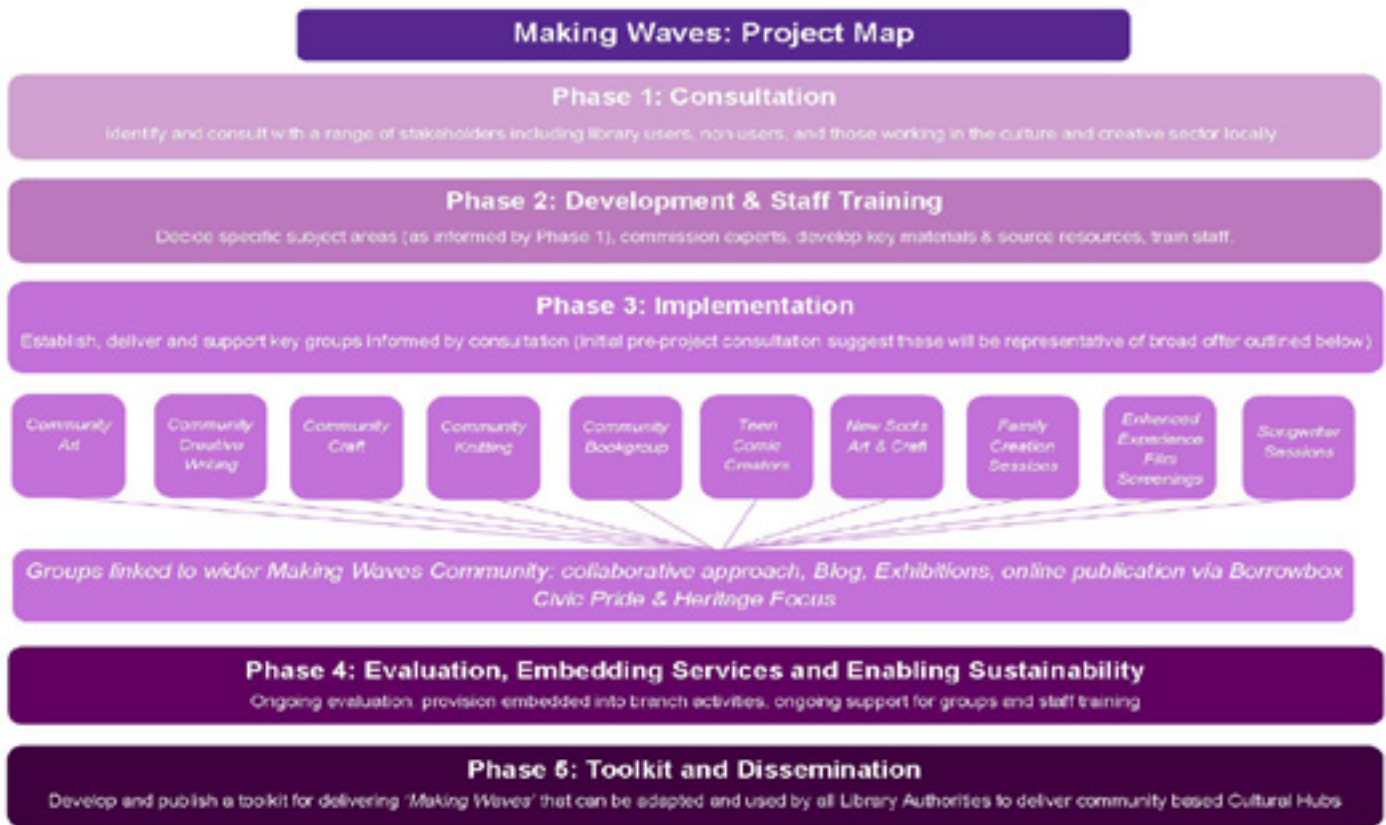 Making Waves: Project Map
Phase 1: Consultation
Identify and consult with a range of stakeholders including library users, non-users, and those working in the culture and creative sector locally
Phase 2: Development & Staff Training
Decide specific subject areas (as informed by Phase 1), commission experts, develop key materials & source resources, train staff.
Phase 3: Implementation
Establish, deliver and support key groups informed by consultation (initial pre-project consultation suggest these will be representative of broad offer outlined below)
Community
Art
Community
Creative
Writing
Community
Craft
Community
Knitting
Community
Bookgroup
Teen
Comic
Creators
New Scots
Art & Craft
Family
Creation
Sessions
Enhanced
Experience
Film
Screenings
Songwriter
Sessions
Groups linked to wider Making Waves Community: collaborative approach, Blog, Exhibitions, online publication via Borrowbox
Civic Pride & Heritage Focus
Phase 4: Evaluation, Embedding Services and Enabling Sustainability
Ongoing evaluation, provision embedded into branch activities, ongoing support for groups and staff training
Phase 5: Toolkit and Dissemination
Develop and publish a toolkit for delivering 'Making Waves' that can be adapted and used by all Library Authorities to deliver community based Cultural Hubs